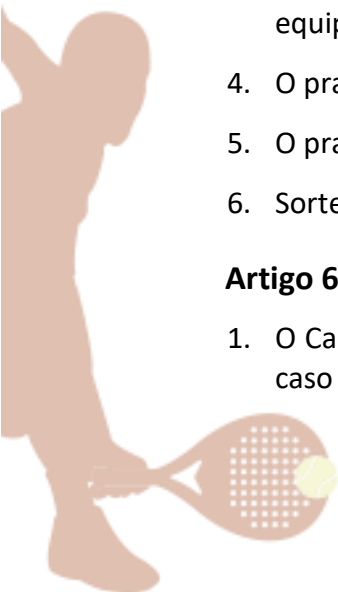 equip
4. O pra
5. O pra
6. Sorte
Artigo 6
1. O Ca
caso